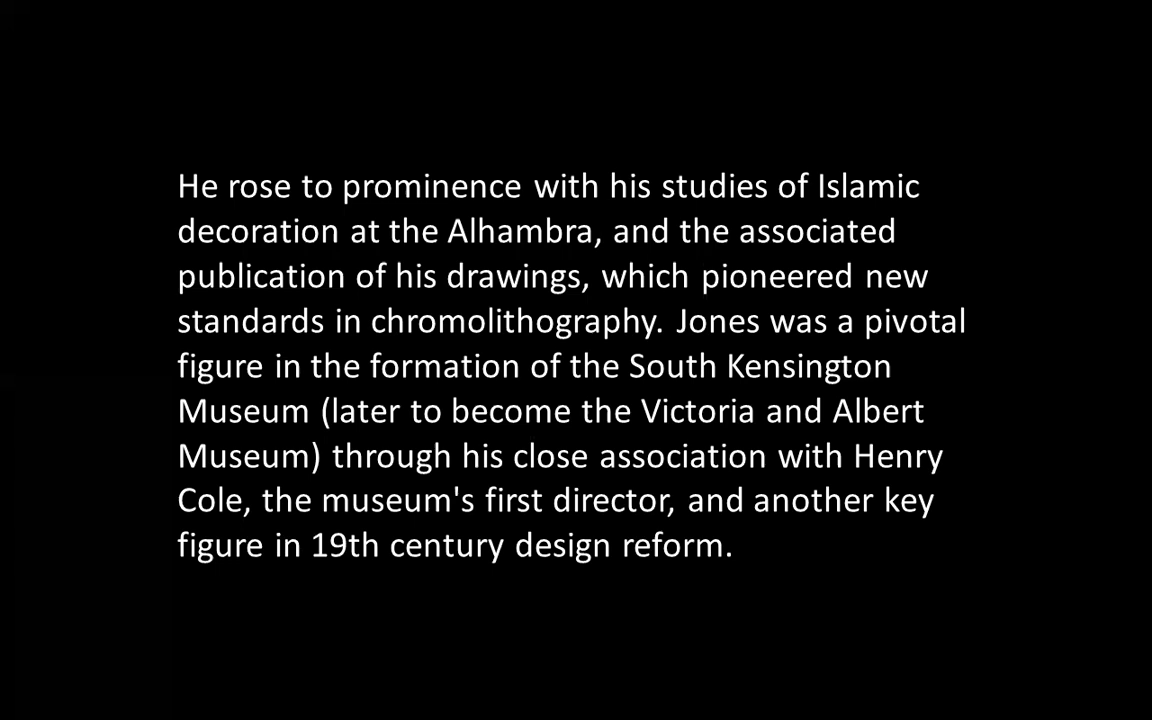 He rose to prominence with his studies of Islamic
decoration at the Alhambra, and the associated
publication of his drawings, which pioneered new
standards in chromolithography. Jones was a pivotal
figure in the formation of the South Kensington
Museum (later to become the Victoria and Albert
Museum) through his close association with Henry
Cole, the museum's first director, and another key
figure in 19th century design reform.